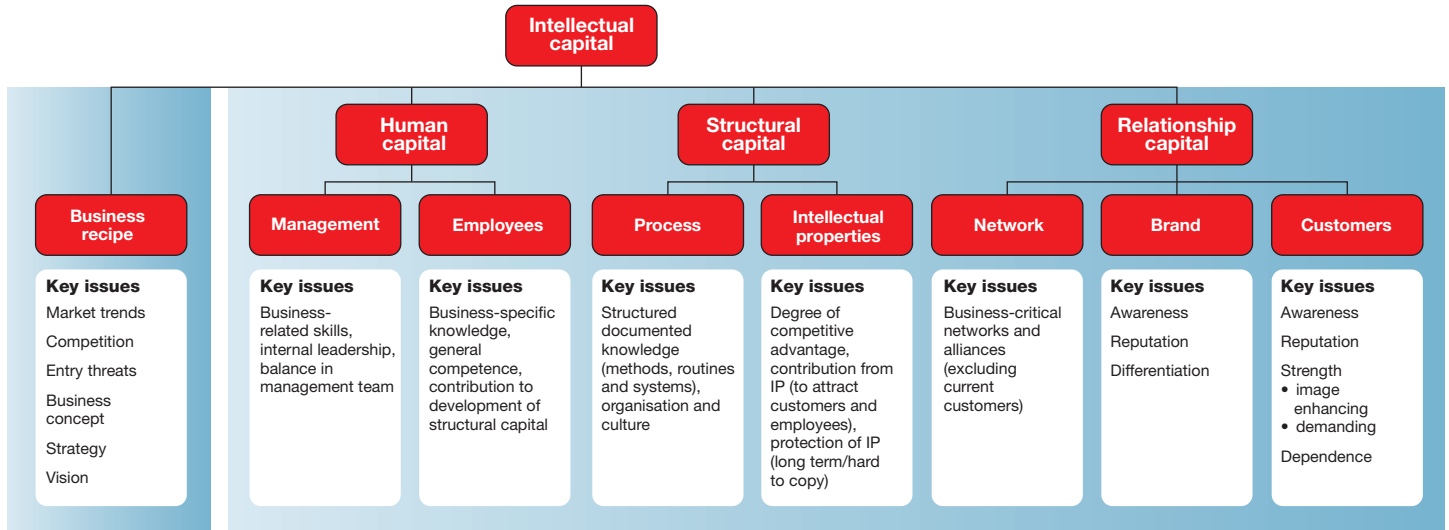 Intellectual
capital
Human
capital
Structural
capital
Relationship
capital
Business
recipe
Management
Employees
Process
Intellectual
properties
Network
Brand
Customers
Key issues
Market trends
Competition
Entry threats
Business
concept
Strategy
Vision
Key issues
Business-
related skills,
internal leadership,
balance in
management team
Key issues
Business-specific
knowledge,
general
competence,
contribution to
development of
structural capital
Key issues
Structured
documented
knowledge
(methods, routines
and systems),
organisation and
culture
Key issues
Degree of
competitive
advantage,
contribution from
IP (to attract
customers and
employees),
protection of IP
(long term/hard
to copy)
Key issues
Business-critical
networks and
alliances
(excluding
current
customers)
Key issues
Awareness
Reputation
Differentiation
Key issues
Awareness
Reputation
Strength
• image
enhancing
• demanding
Dependence